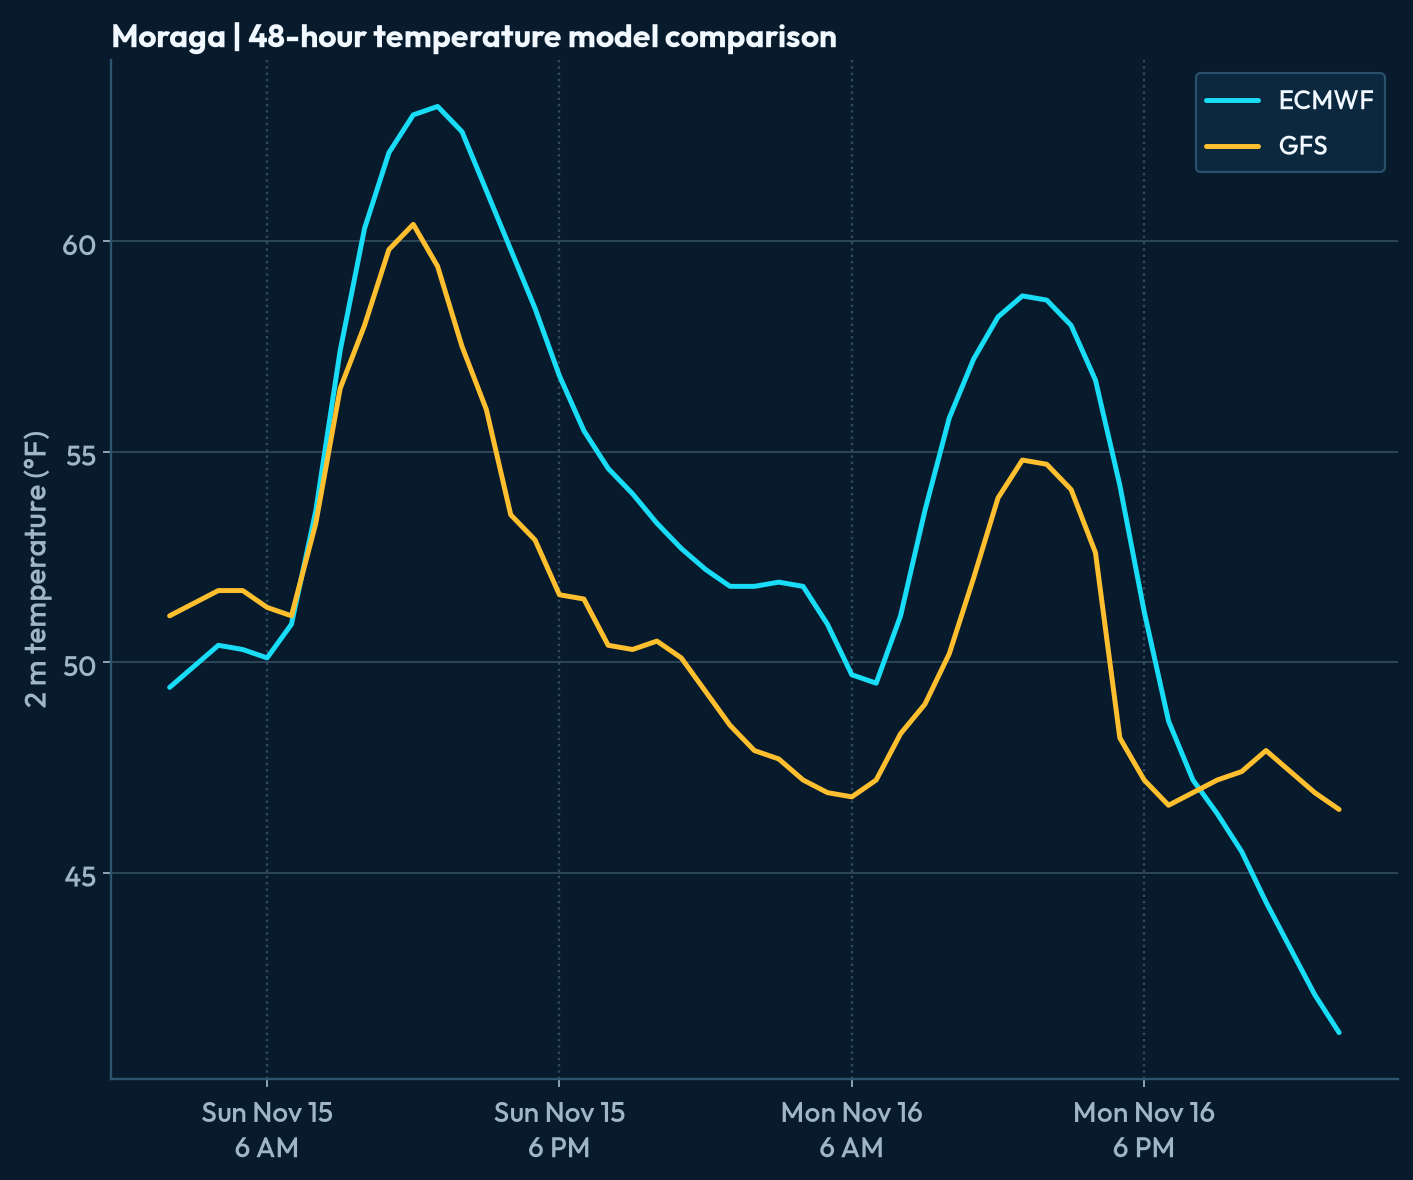 Moraga | 48-hour temperature model comparison
ECMWF
GFS
2 m temperature (°F)
60
55
50
45
Sun Nov 15
6 AM
Sun Nov 15
6 PM
Mon Nov 16
6 AM
Mon Nov 16
6 PM